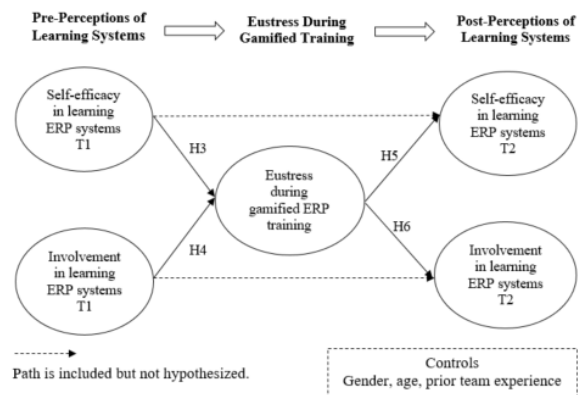 Pre-Perceptions of
Learning Systems
Eustress During
Gamified Training
Post-Perceptions of
Learning Systems
Self-efficacy
in learning
ERP systems
T1
Self-efficacy
in learning
ERP systems
T2
H3
H5
Eustress
during
gamified ERP
training
H4
H6
Involvement
in learning
ERP systems
T1
Involvement
in learning
ERP systems
T2
Path is included but not hypothesized.
Controls
Gender, age, prior team experience